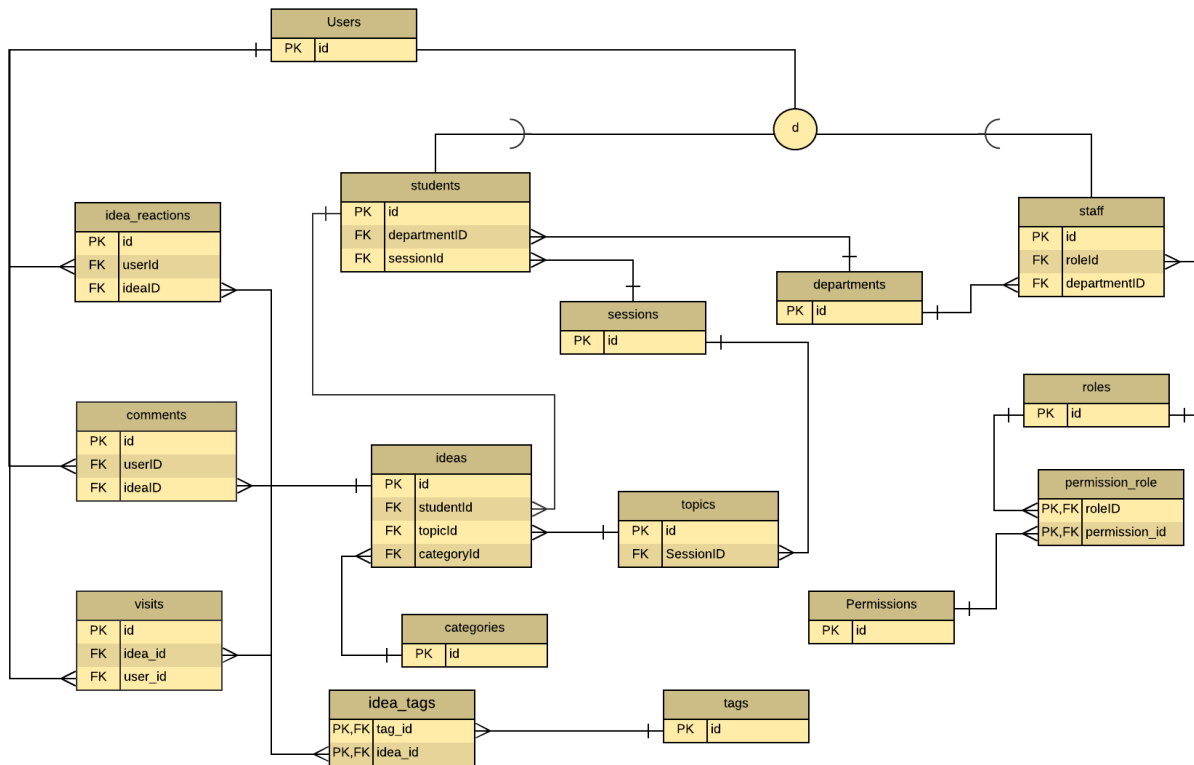 Users
PK id
d
students
PK id
FK departmentID
FK sessionId
staff
PK id
FK roleId
FK departmentID
idea_reactions
PK id
FK userId
FK ideaID
departments
PK id
sessions
PK id
roles
PK id
comments
PK id
FK userID
FK ideaID
ideas
PK id
FK studentId
FK topicId
FK categoryId
topics
PK id
FK SessionID
permission_role
PK,FK roleID
PK,FK permission_id
visits
PK id
FK idea_id
FK user_id
categories
PK id
Permissions
PK id
idea_tags
PK,FK tag_id
PK,FK idea_id
tags
PK id